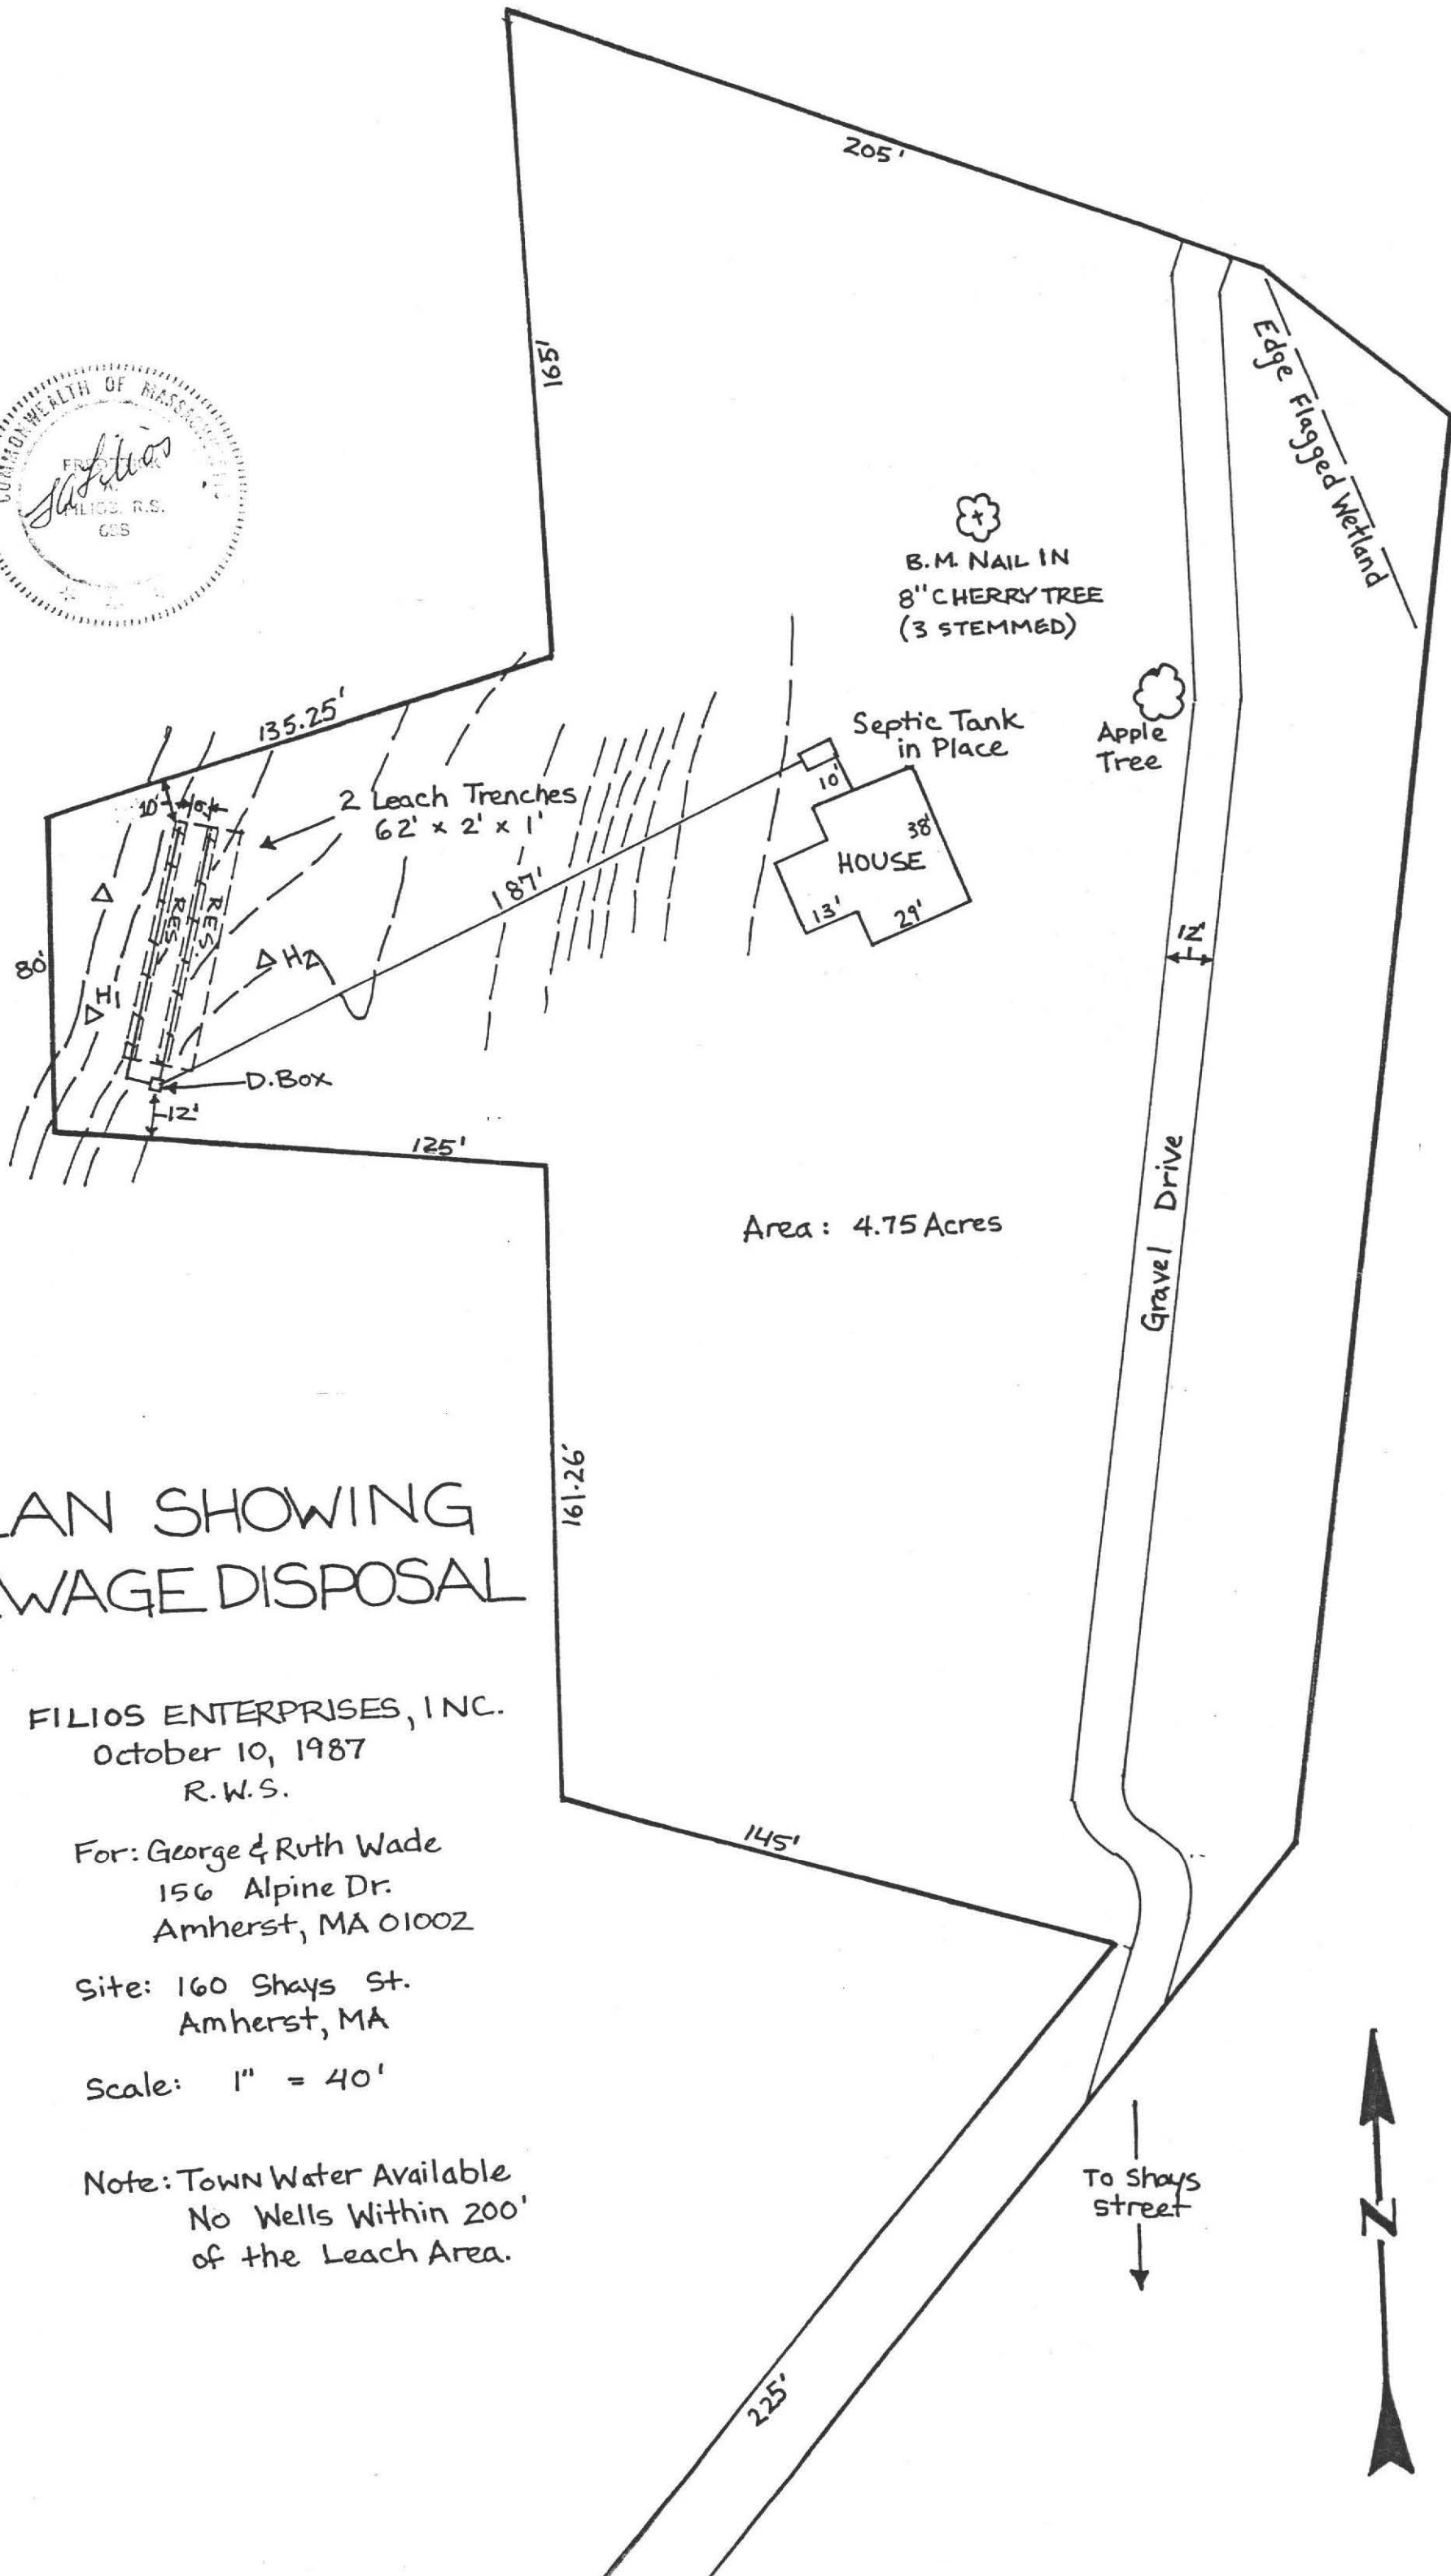 205'
165'
COMMONWEALTH OF
R.S.
Edge Flagged Wetland
B.M. NAIL IN
8" CHERRY TREE
(3 STEMMED)
135.25'
Septic Tank
in Place
Apple
Tree
10'
2 Leach Trenches
62' x 2' x 1'
10'
38'
HOUSE
187'
13'
29'
RES.
RES.
12'
80'
H1
H2
D.Box
12'
125'
Gravel Drive
Area: 4.75 Acres
161.26'
AN SHOWING
WAGE DISPOSAL
FILIOS ENTERPRISES, INC.
October 10, 1987
R.W.S.
For: George & Ruth Wade
156 Alpine Dr.
Amherst, MA 01002
Site: 160 Shays St.
Amherst, MA
Scale: 1" = 40'
Note: Town Water Available
No Wells Within 200'
of the Leach Area.
145'
To Shays
Street
N
225'